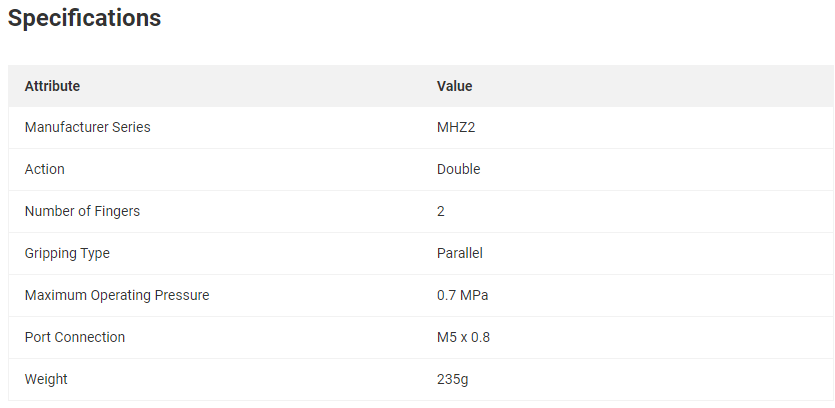 Specifications
Attribute Value
Manufacturer Series MHZ2
Action Double
Number of Fingers 2
Gripping Type Parallel
Maximum Operating Pressure 0.7 MPa
Port Connection M5 x 0.8
Weight 235g